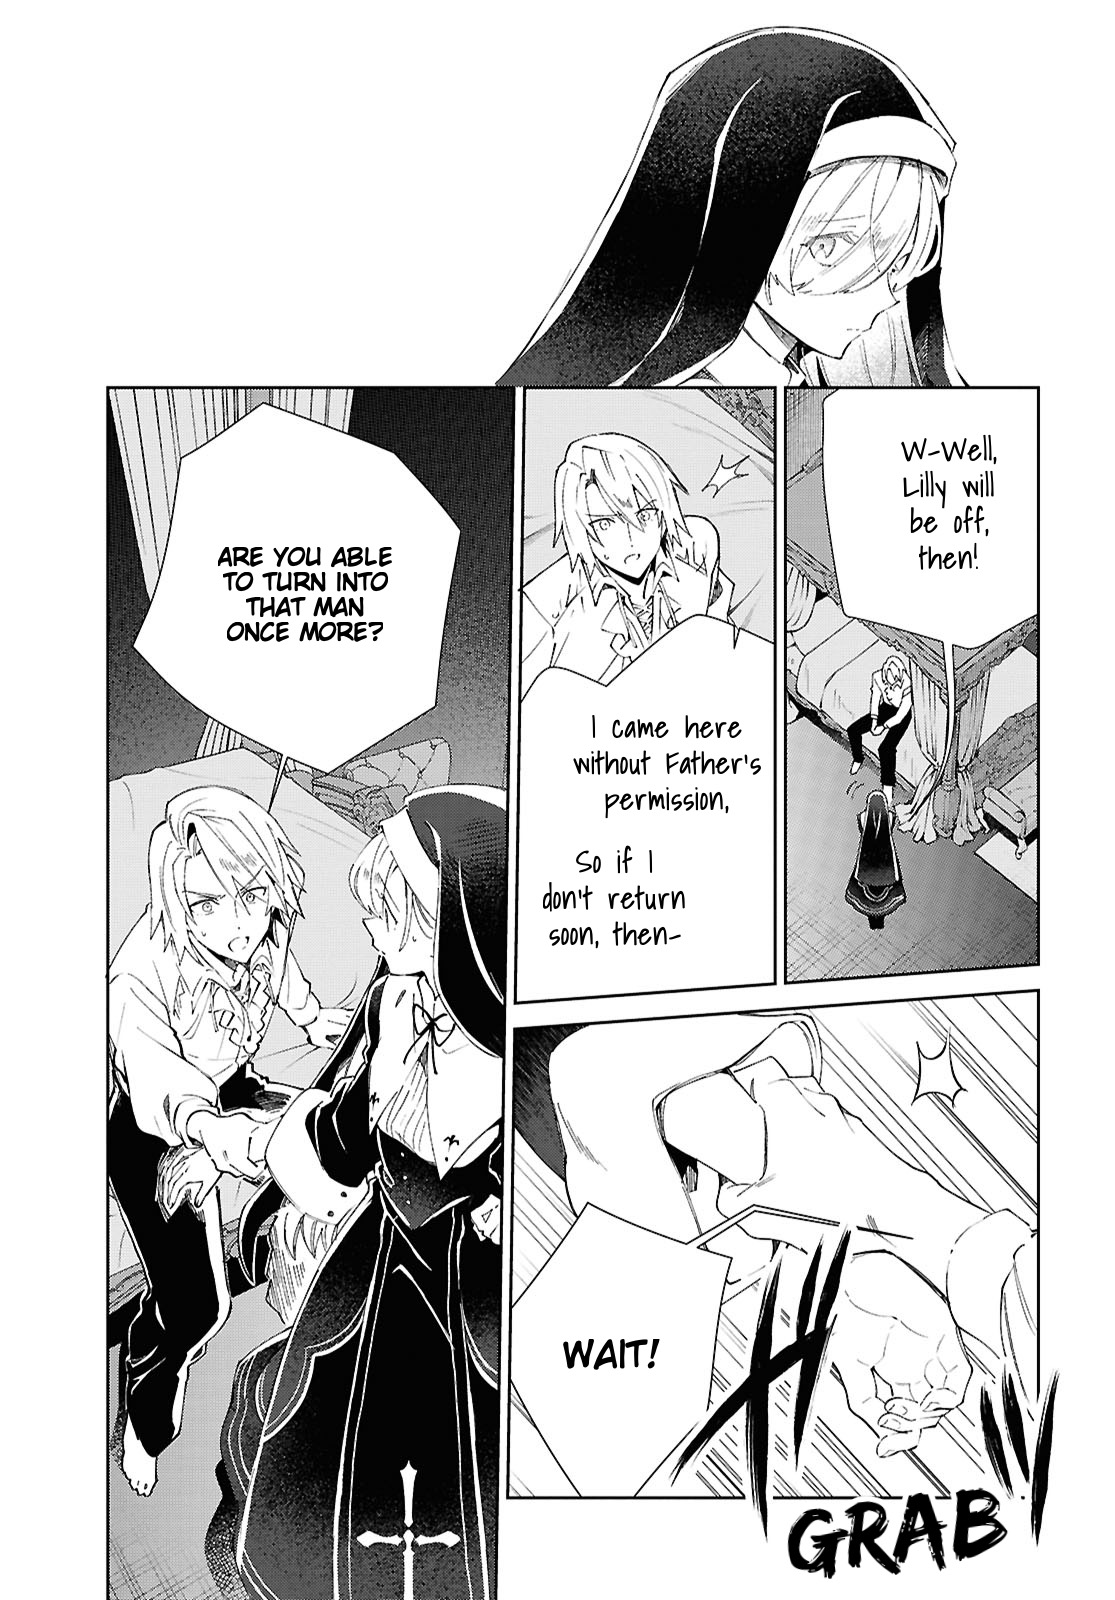 W-Well,
Lilly will
be off,
then!
I came here
without Father's
permission,
So if I
don't return
soon, then-
WAIT!
GRAB
ARE YOU ABLE
TO TURN INTO
THAT MAN
ONCE MORE?